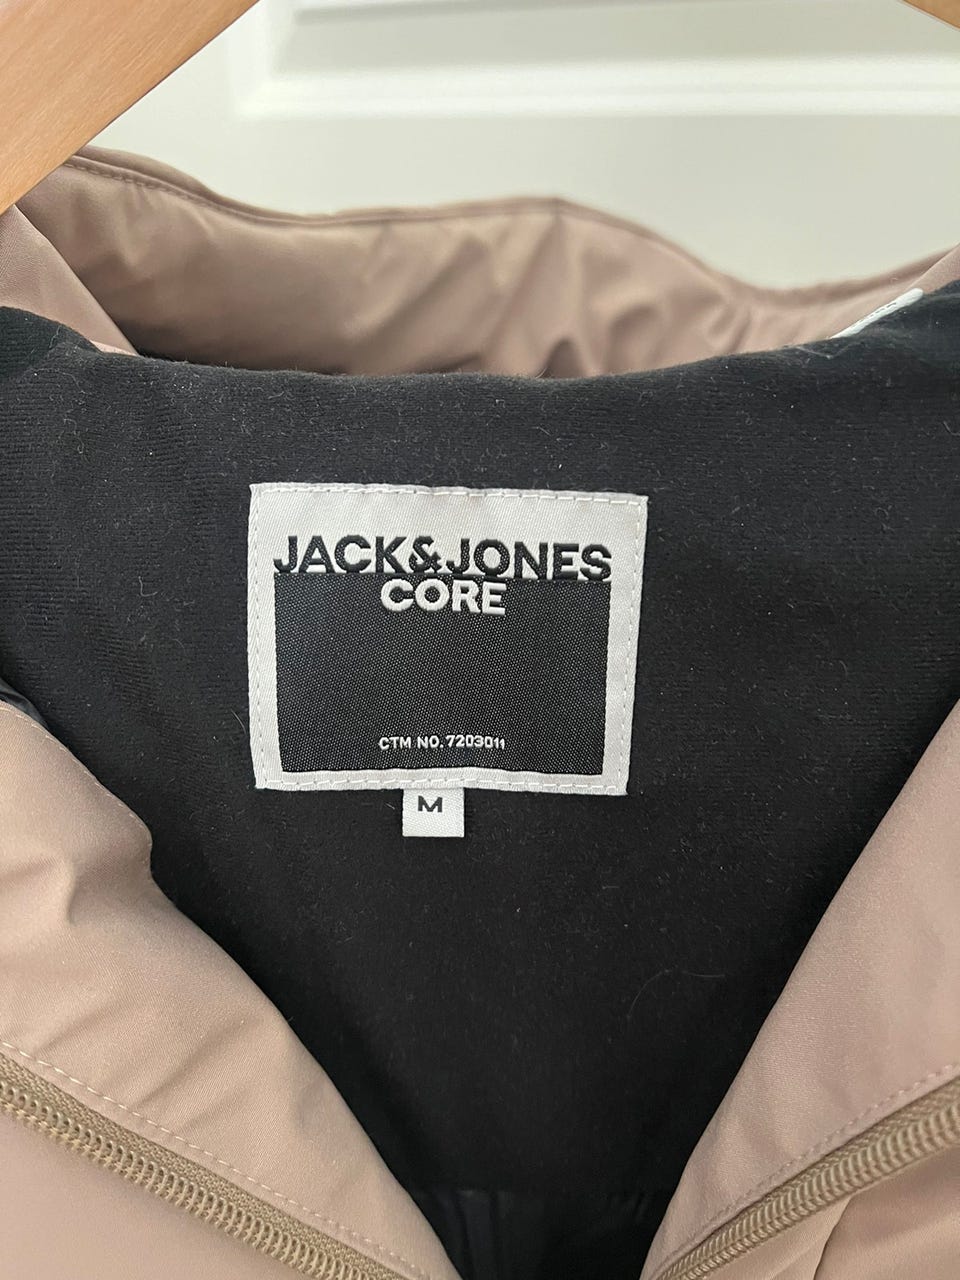 JACK&JONES
CORE
CTM NO. 7203011
M